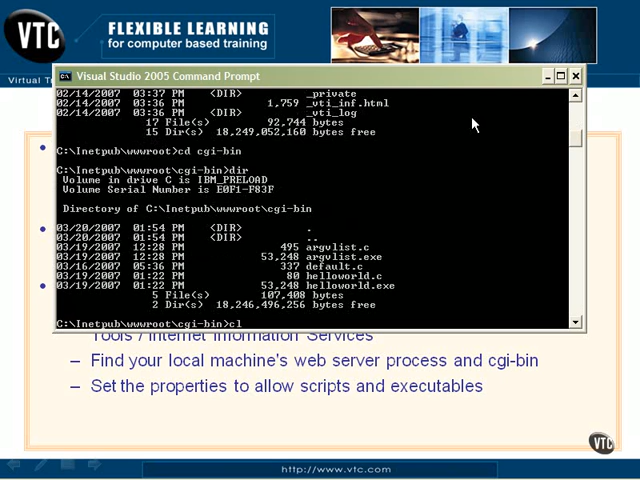 VTC
FLEXIBLE LEARNING
for computer based training
Virtual Tr
Visual Studio 2005 Command Prompt
02/14/2007  03:37 PM    <DIR>          _private
02/14/2007  03:36 PM             1,759 _vti_inf.html
02/14/2007  03:36 PM    <DIR>          _vti_log
17 File(s)         92,744 bytes
15 Dir(s)  18,249,052,160 bytes free
C:\Inetpub\wwwroot>cd cgi-bin
C:\Inetpub\wwwroot\cgi-bin>dir
Volume in drive C is IBM_PRELOAD
Volume Serial Number is E0F1-F83F
Directory of C:\Inetpub\wwwroot\cgi-bin
03/20/2007  01:54 PM    <DIR>          .
03/20/2007  01:54 PM    <DIR>          ..
03/19/2007  12:28 PM               495 argvlist.c
03/19/2007  12:28 PM            53,248 argvlist.exe
03/16/2007  05:36 PM               337 default.c
03/19/2007  01:22 PM                80 helloworld.c
03/19/2007  01:22 PM            53,248 helloworld.exe
5 File(s)        107,408 bytes
2 Dir(s)  18,246,496,256 bytes free
C:\Inetpub\wwwroot\cgi-bin>cl
Tools / Internet Information Services
– Find your local machine's web server process and cgi-bin
– Set the properties to allow scripts and executables
VTC
http://www.vtc.com